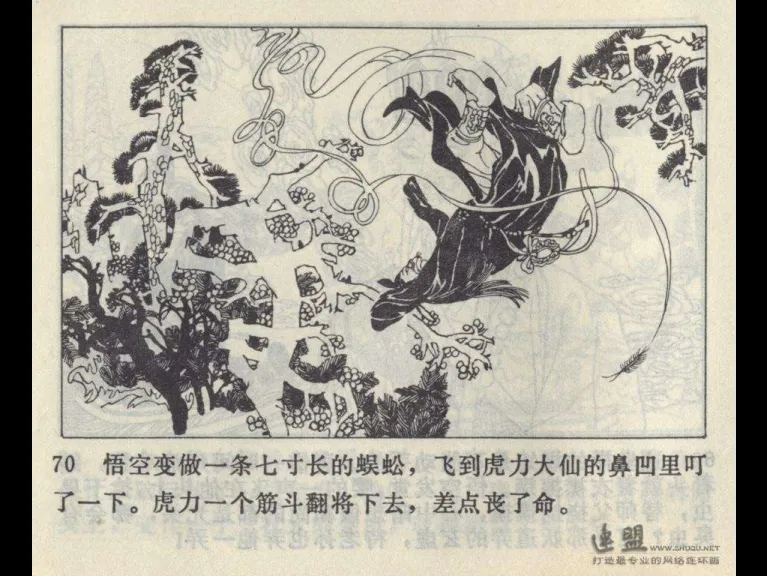 70 悟空变做一条七寸长的蜈蚣，飞到虎力大仙的鼻凹里叮
了一下。虎力一个筋斗翻将下去，差点丧了命。
连盟 WWW.SHUQU.NET
打造最专业的网络连环画